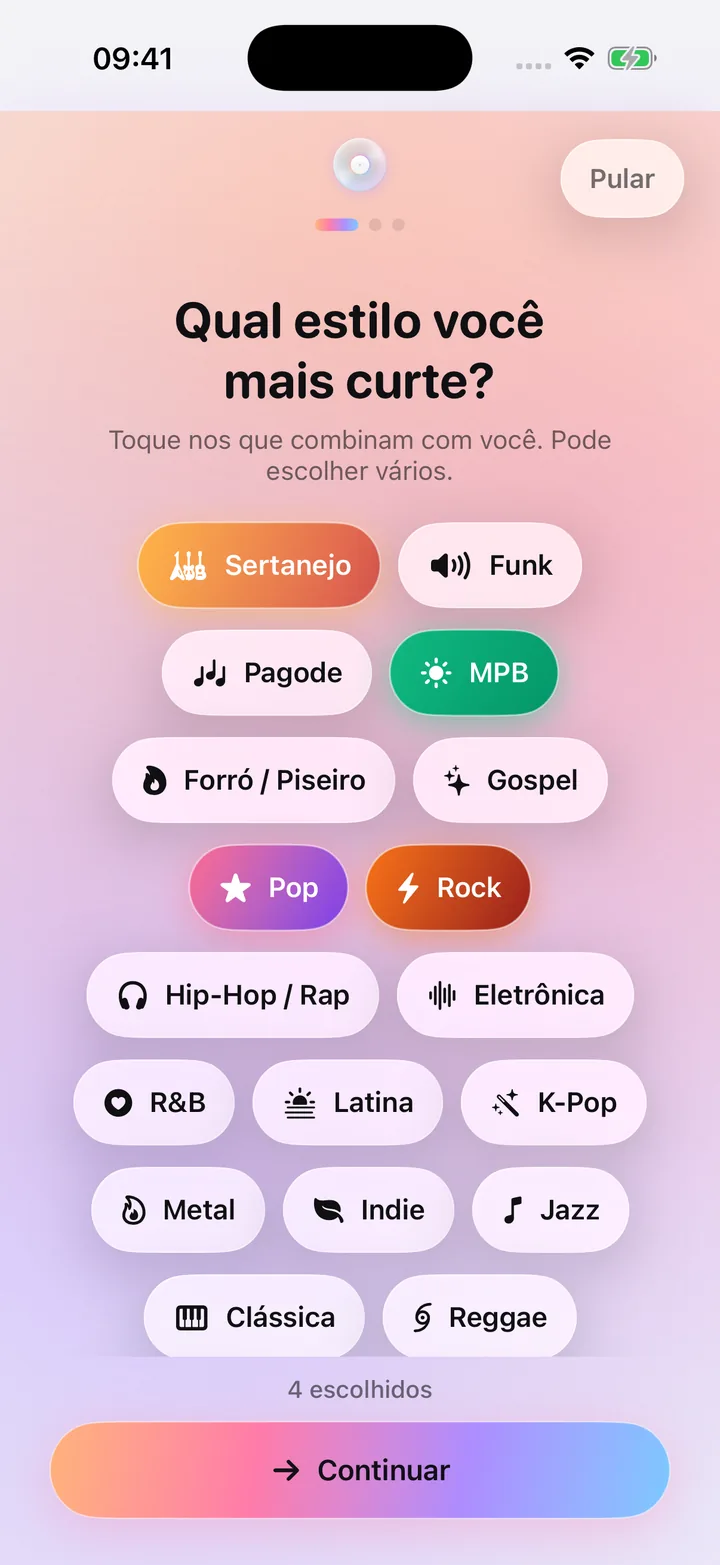 09:41
Pular
Qual estilo você
mais curte?
Toque nos que combinam com você. Pode
escolher vários.
Sertanejo
Funk
Pagode
MPB
Forró / Piseiro
Gospel
Pop
Rock
Hip-Hop / Rap
Eletrônica
R&B
Latina
K-Pop
Metal
Indie
Jazz
Clássica
Reggae
4 escolhidos
Continuar